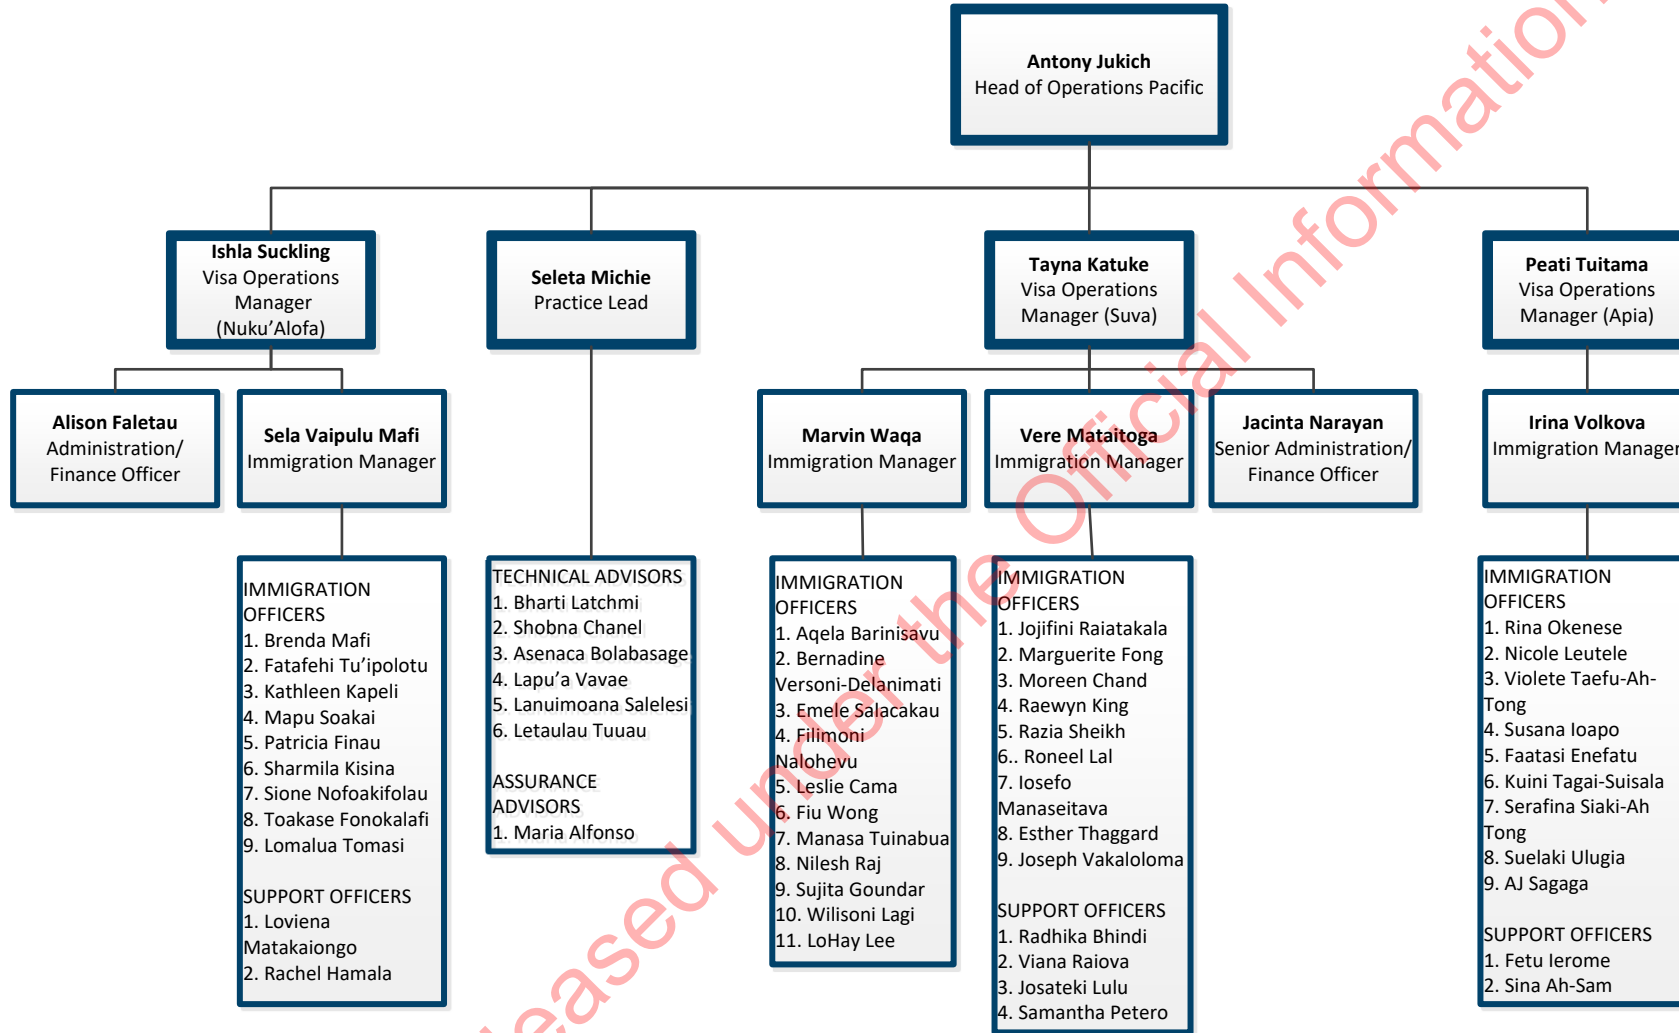 Antony Jukich
Head of Operations Pacific
Ishla Suckling
Visa Operations
Manager
(Nuku’Alofa)
Seleta Michie
Practice Lead
Tayna Katuke
Visa Operations
Manager (Suva)
Peati Tuitama
Visa Operations
Manager (Apia)
Alison Faletau
Administration/
Finance Officer
Sela Vaipulu Mafi
Immigration Manager
Marvin Waqa
Immigration Manager
Vere Mataitoga
Immigration Manager
Jacinta Narayan
Senior Administration/
Finance Officer
Irina Volkova
Immigration Manager
IMMIGRATION
OFFICERS
1. Brenda Mafi
2. Fatafehi Tu’ipolotu
3. Kathleen Kapeli
4. Mapu Soakai
5. Patricia Finau
6. Sharmila Kisina
7. Sione Nofoakifolau
8. Toakase Fonokalafi
9. Lomalua Tomasi
SUPPORT OFFICERS
1. Loviena
Matakaiongo
2. Rachel Hamala
TECHNICAL ADVISORS
1. Bharti Latchmi
2. Shobna Chanel
3. Asenaca Bolabasage
4. Lapu’a Vavae
5. Lanuimoana Salelesi
6. Letaulau Tuuau
ASSURANCE
ADVISORS
1. Maria Alfonso
IMMIGRATION
OFFICERS
1. Aqela Barinisavu
2. Bernadine
Versoni-Delanimati
3. Emele Salacakau
4. Filimoni
Nalohevu
5. Leslie Cama
6. Fiu Wong
7. Manasa Tuinabua
8. Nilesh Raj
9. Sujita Goundar
10. Wilisoni Lagi
11. LoHay Lee
IMMIGRATION
OFFICERS
1. Jojifini Raiatakala
2. Marguerite Fong
3. Moreen Chand
4. Raewyn King
5. Razia Sheikh
6.. Roneel Lal
7. Iosefo
Manaseitava
8. Esther Thaggard
9. Joseph Vakaloloma
SUPPORT OFFICERS
1. Radhika Bhindi
2. Viana Raiova
3. Josateki Lulu
4. Samantha Petero
IMMIGRATION
OFFICERS
1. Rina Okenese
2. Nicole Leutele
3. Violete Taefu-Ah-
Tong
4. Susana Ioapo
5. Faatasi Enefatu
6. Kuini Tagai-Suisala
7. Serafina Siaki-Ah
Tong
8. Suelaki Ulugia
9. AJ Sagaga
SUPPORT OFFICERS
1. Fetu Ierome
2. Sina Ah-Sam
leased under the Official Information